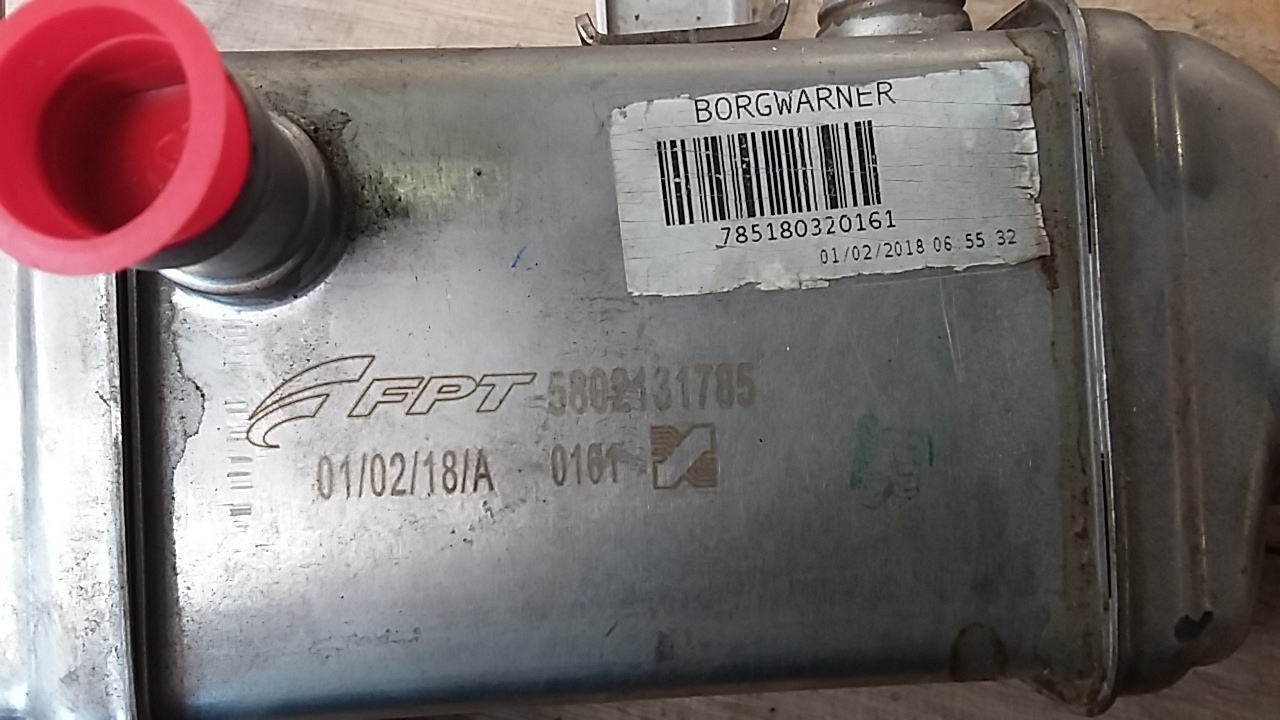 BORGWARNER
785180320161
01/02/2018 06 55 32
FPT 5802131785
01/02/18/A 0161